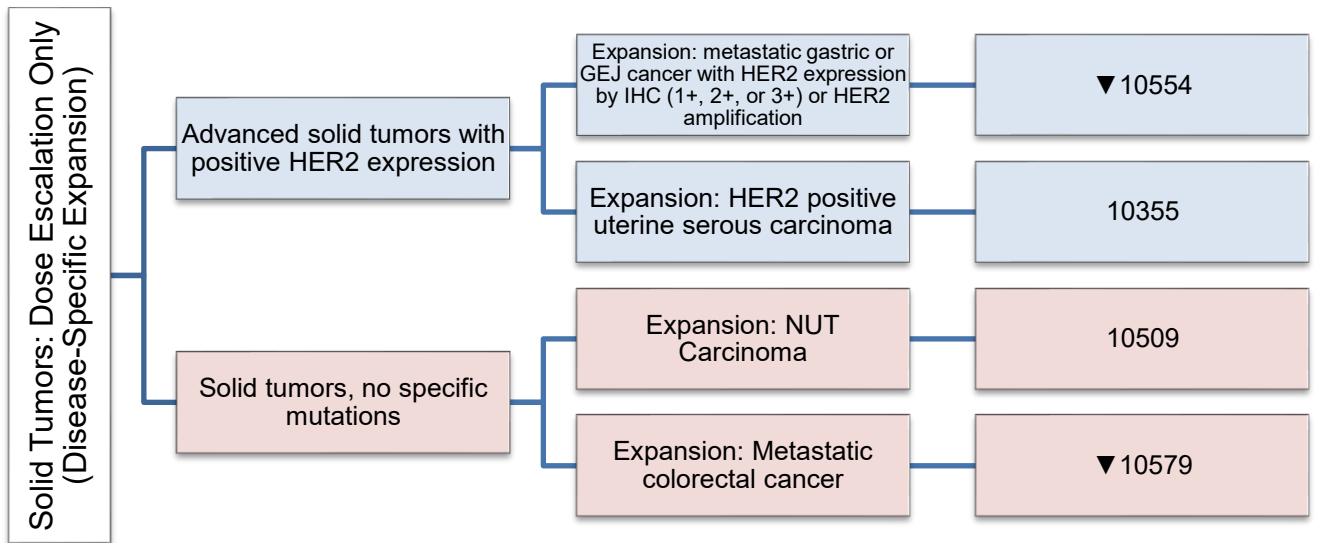 Solid Tumors: Dose Escalation Only
(Disease-Specific Expansion)
Advanced solid tumors with
positive HER2 expression
Expansion: metastatic gastric or
GEJ cancer with HER2 expression
by IHC (1+, 2+, or 3+) or HER2
amplification
▼10554
Expansion: HER2 positive
uterine serous carcinoma
10355
Solid tumors, no specific
mutations
Expansion: NUT
Carcinoma
10509
Expansion: Metastatic
colorectal cancer
▼10579